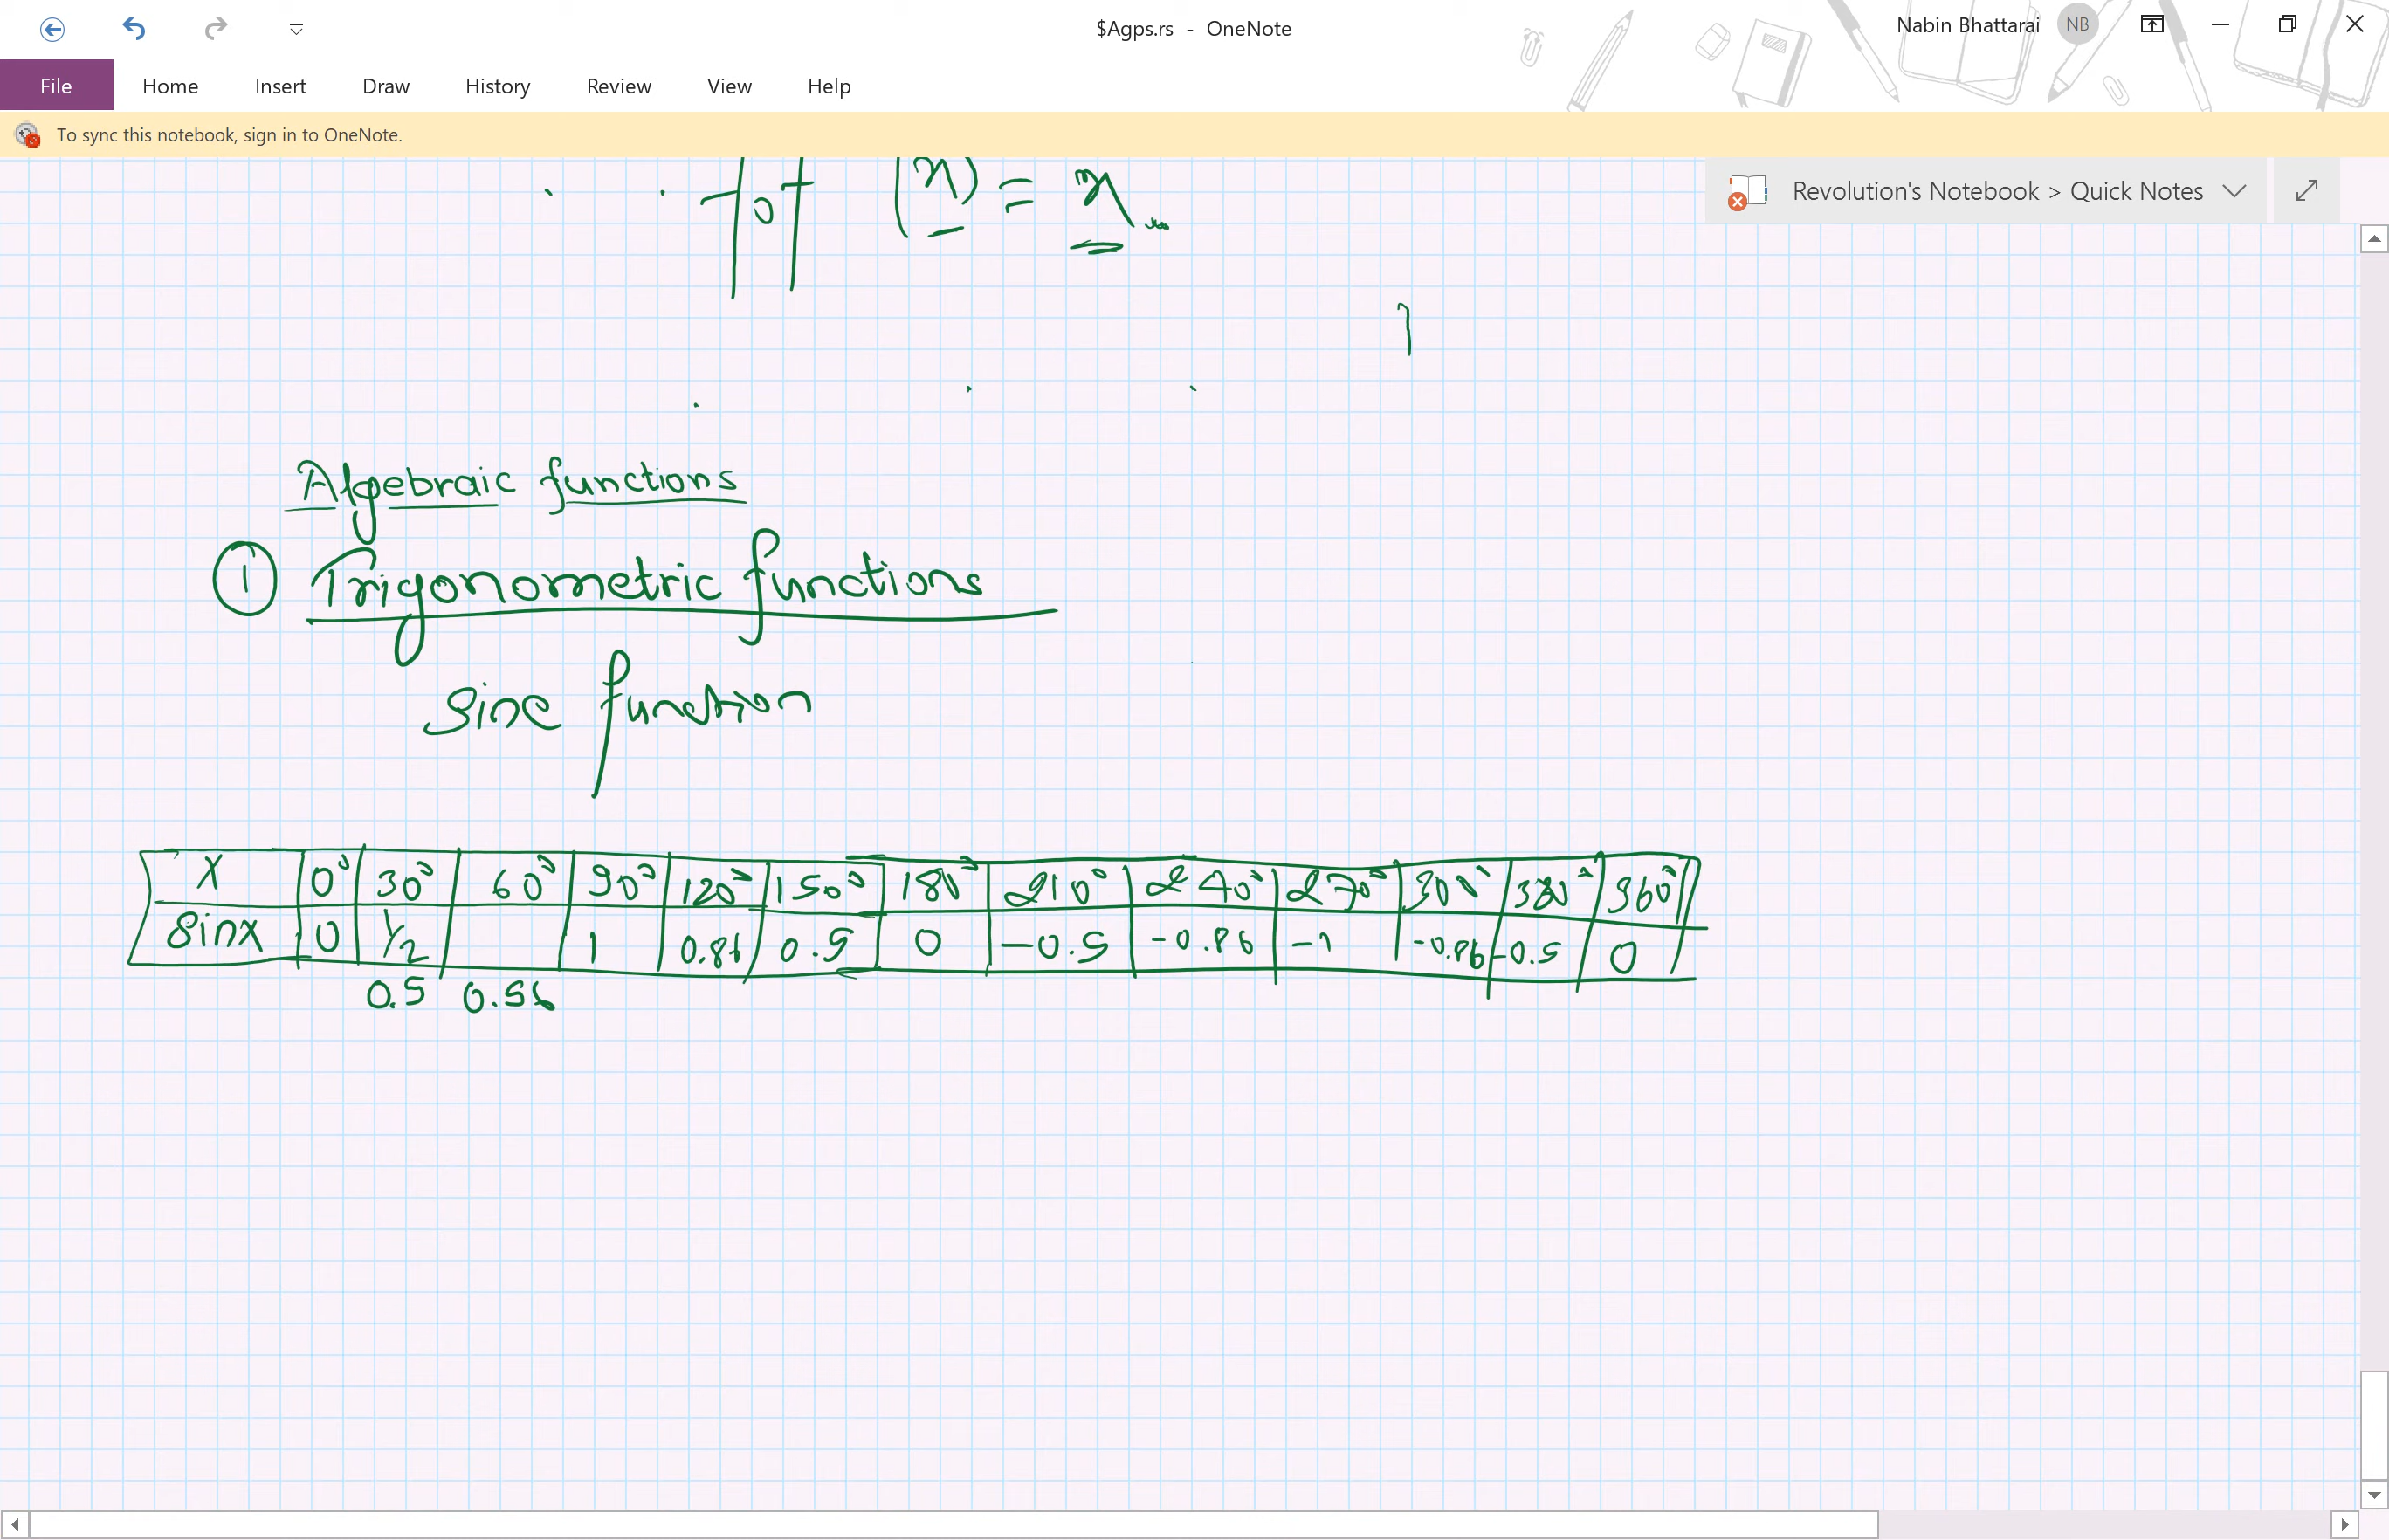 $Agps.rs - OneNote
Nabin Bhattarai NB
File Home Insert Draw History Review View Help
To sync this notebook, sign in to OneNote.
Revolution's Notebook > Quick Notes
fof (x) = x
1
Algebraic functions
① Trigonometric functions
Sine function
X 0° 30° 60° 90° 120° 150° 180° 210° 240° 270° 300° 330° 360°
Sinx 0 1/2 1 0.86 0.5 0 -0.5 -0.86 -1 -0.86 -0.5 0
0.5 0.56